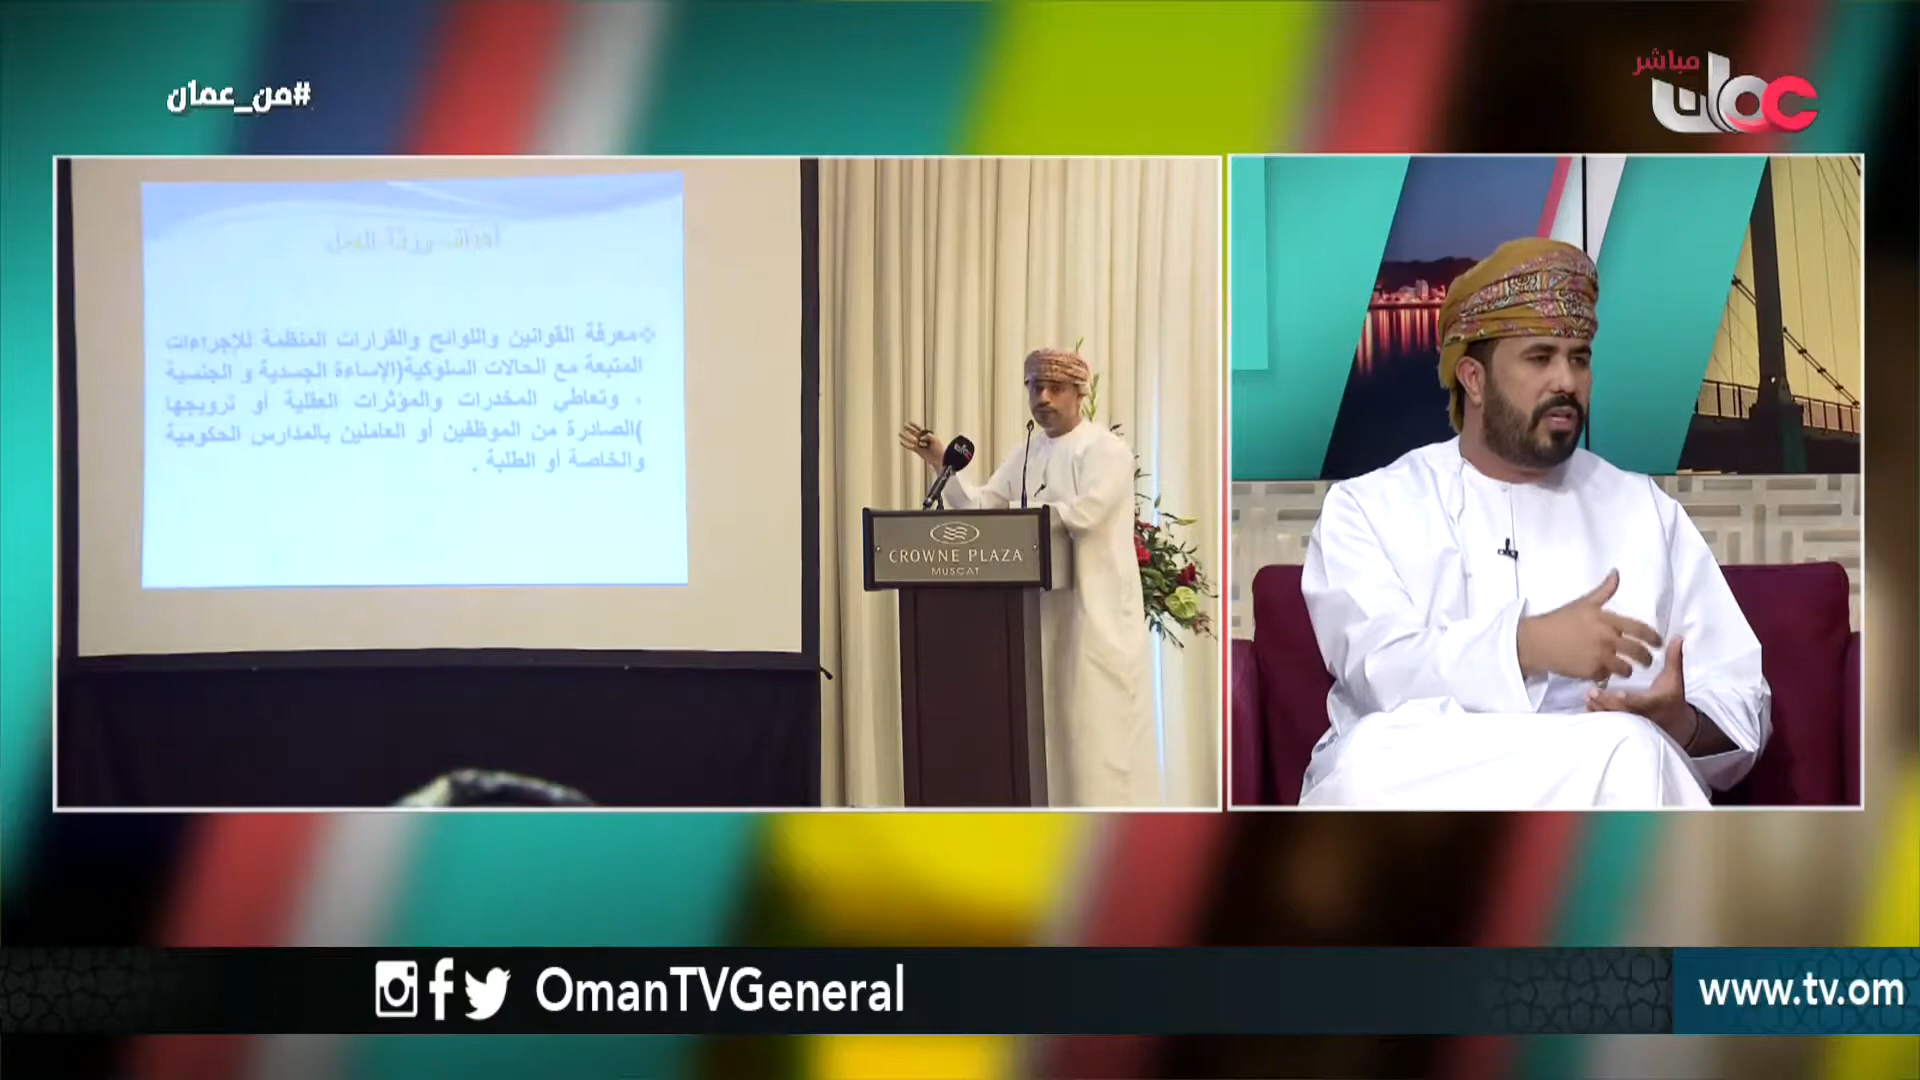 #من_عمان
مباشر
عمان
أهداف ورقة العمل
معرفة القوانين واللوائح والقرارات المنظمة للإجراءات
المتبعة مع الحالات السلوكية(الإساءة الجسدية و الجنسية
، وتعاطي المخدرات والمؤثرات العقلية أو ترويجها
)الصادرة من الموظفين أو العاملين بالمدارس الحكومية
والخاصة أو الطلبة .
عمان
CROWNE PLAZA
MUSCAT
OmanTVGeneral
www.tv.om